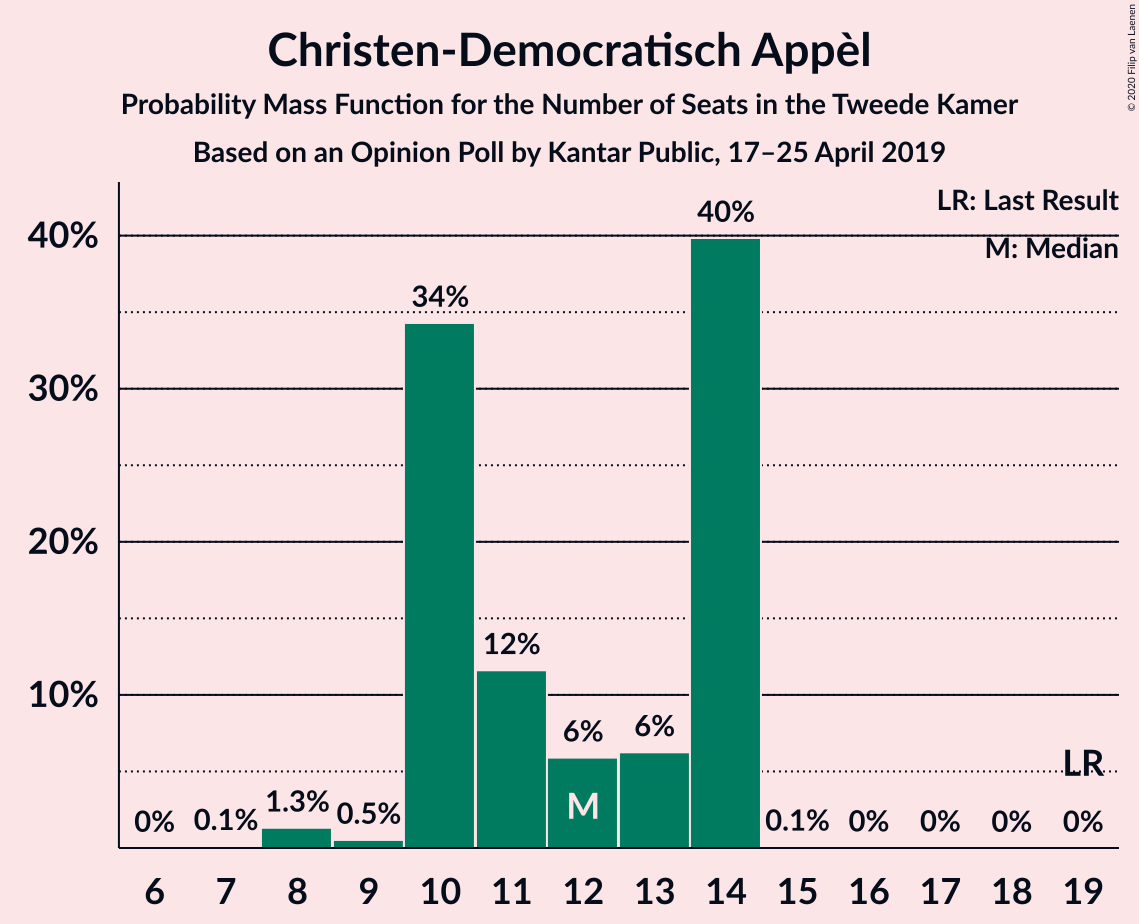 Christen-Democratisch Appèl
Probability Mass Function for the Number of Seats in the Tweede Kamer
Based on an Opinion Poll by Kantar Public, 17–25 April 2019
© 2020 Filip van Laenen
LR: Last Result
M: Median
40%
30%
20%
10%
0%
0.1%
1.3%
0.5%
34%
12%
6%
6%
40%
0.1%
0%
0%
0%
0%
M
LR
6 7 8 9 10 11 12 13 14 15 16 17 18 19